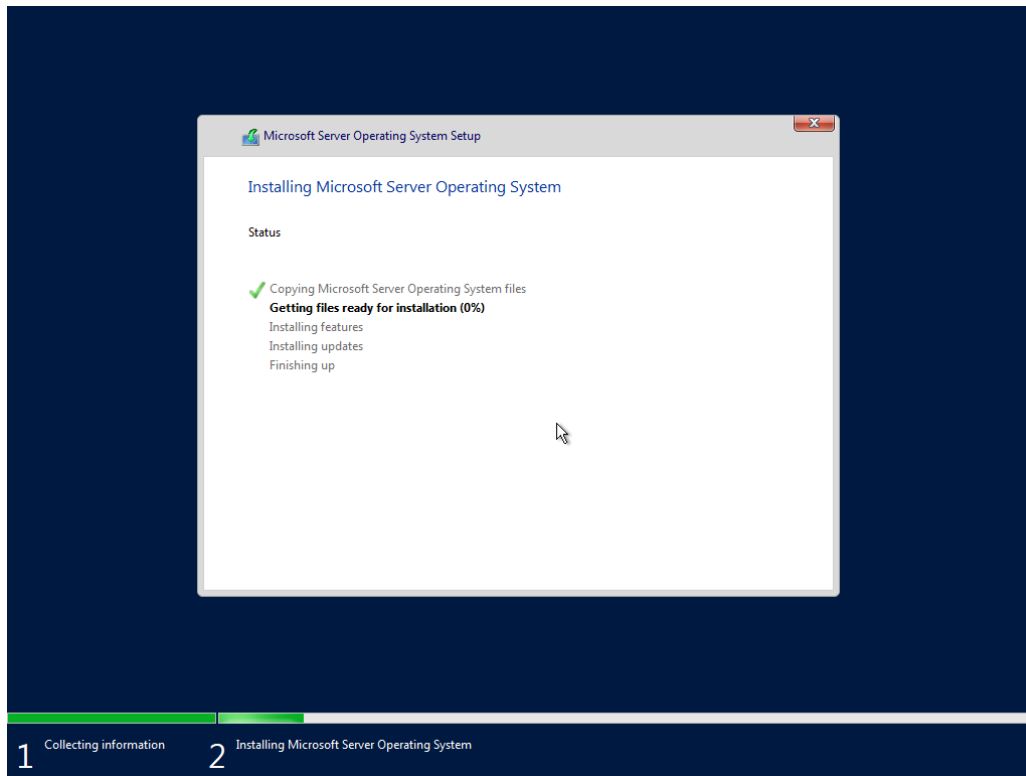 Microsoft Server Operating System Setup
Installing Microsoft Server Operating System
Status
Copying Microsoft Server Operating System files
Getting files ready for installation (0%)
Installing features
Installing updates
Finishing up
1 Collecting information 2 Installing Microsoft Server Operating System